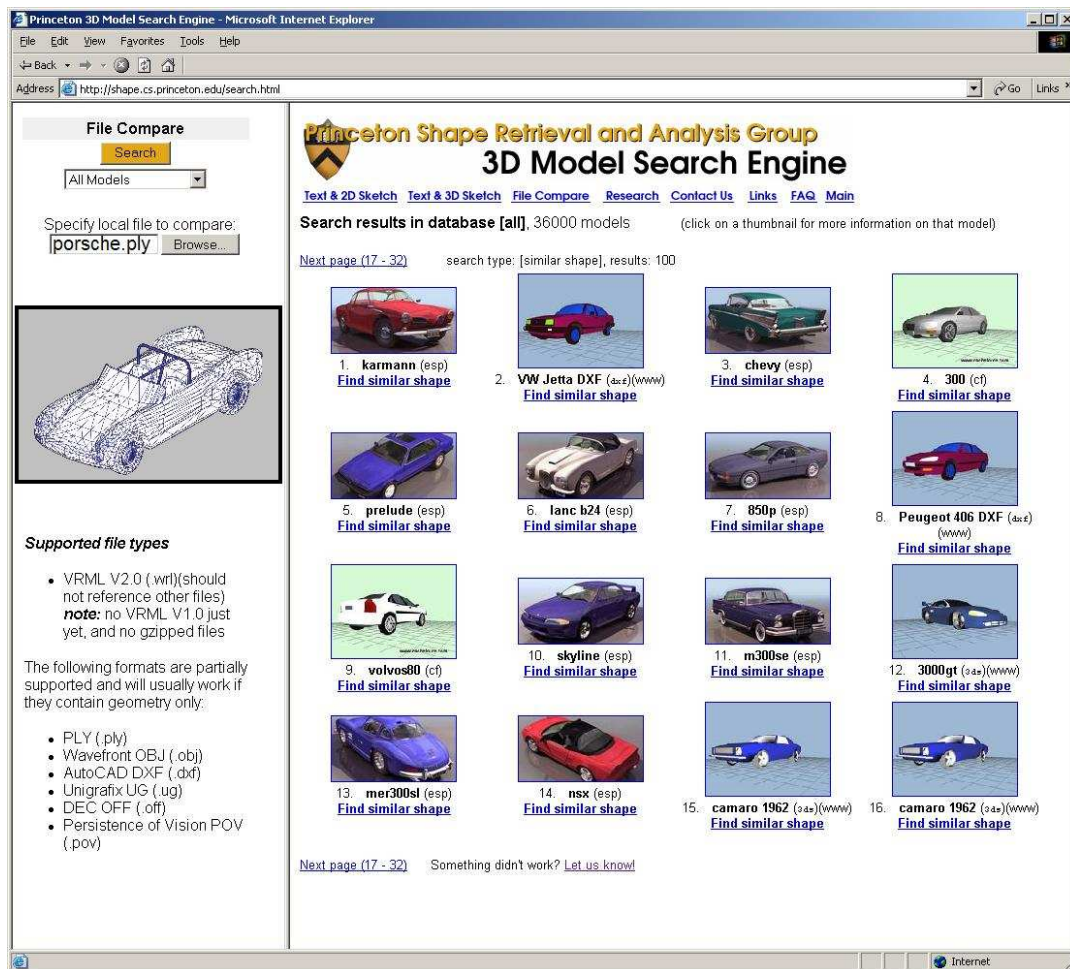 Princeton 3D Model Search Engine - Microsoft Internet Explorer
File Edit View Favorites Tools Help
Back
Address http://shape.cs.princeton.edu/search.html Go Links »
File Compare
Search
All Models
Specify local file to compare:
porsche.ply Browse...
Supported file types
• VRML V2.0 (.wrl)(should
not reference other files)
note: no VRML V1.0 just
yet, and no gzipped files
The following formats are partially
supported and will usually work if
they contain geometry only:
• PLY (.ply)
• Wavefront OBJ (.obj)
• AutoCAD DXF (.dxf)
• Unigrafix UG (.ug)
• DEC OFF (.off)
• Persistence of Vision POV
(.pov)
Princeton Shape Retrieval and Analysis Group
3D Model Search Engine
Text & 2D Sketch Text & 3D Sketch File Compare Research Contact Us Links FAQ Main
Search results in database [all], 36000 models (click on a thumbnail for more information on that model)
Next page (17 - 32) search type: [similar shape], results: 100
1. karmann (esp)
Find similar shape
2. VW Jetta DXF (dxf)(www)
Find similar shape
3. chevy (esp)
Find similar shape
4. 300 (cf)
Find similar shape
5. prelude (esp)
Find similar shape
6. lanc b24 (esp)
Find similar shape
7. 850p (esp)
Find similar shape
8. Peugeot 406 DXF (dxf)
(www)
Find similar shape
9. volvos80 (cf)
Find similar shape
10. skyline (esp)
Find similar shape
11. m300se (esp)
Find similar shape
12. 3000gt (3ds)(www)
Find similar shape
13. mer300sl (esp)
Find similar shape
14. nsx (esp)
Find similar shape
15. camaro 1962 (3ds)(www)
Find similar shape
16. camaro 1962 (3ds)(www)
Find similar shape
Next page (17 - 32) Something didn't work? Let us know!
Internet